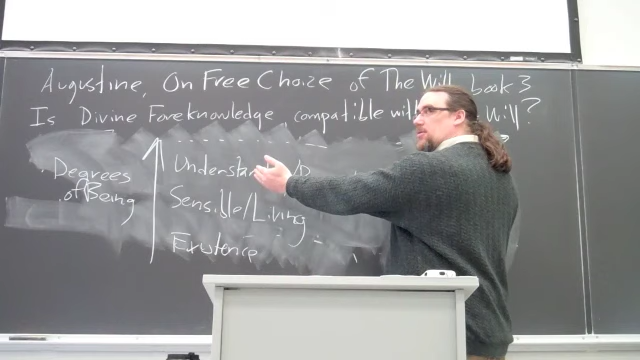 Augustine, On Free Choice of The Will, book 3
Is Divine Foreknowledge compatible with Will?
Degrees of Being
Sensible/Living
Existence